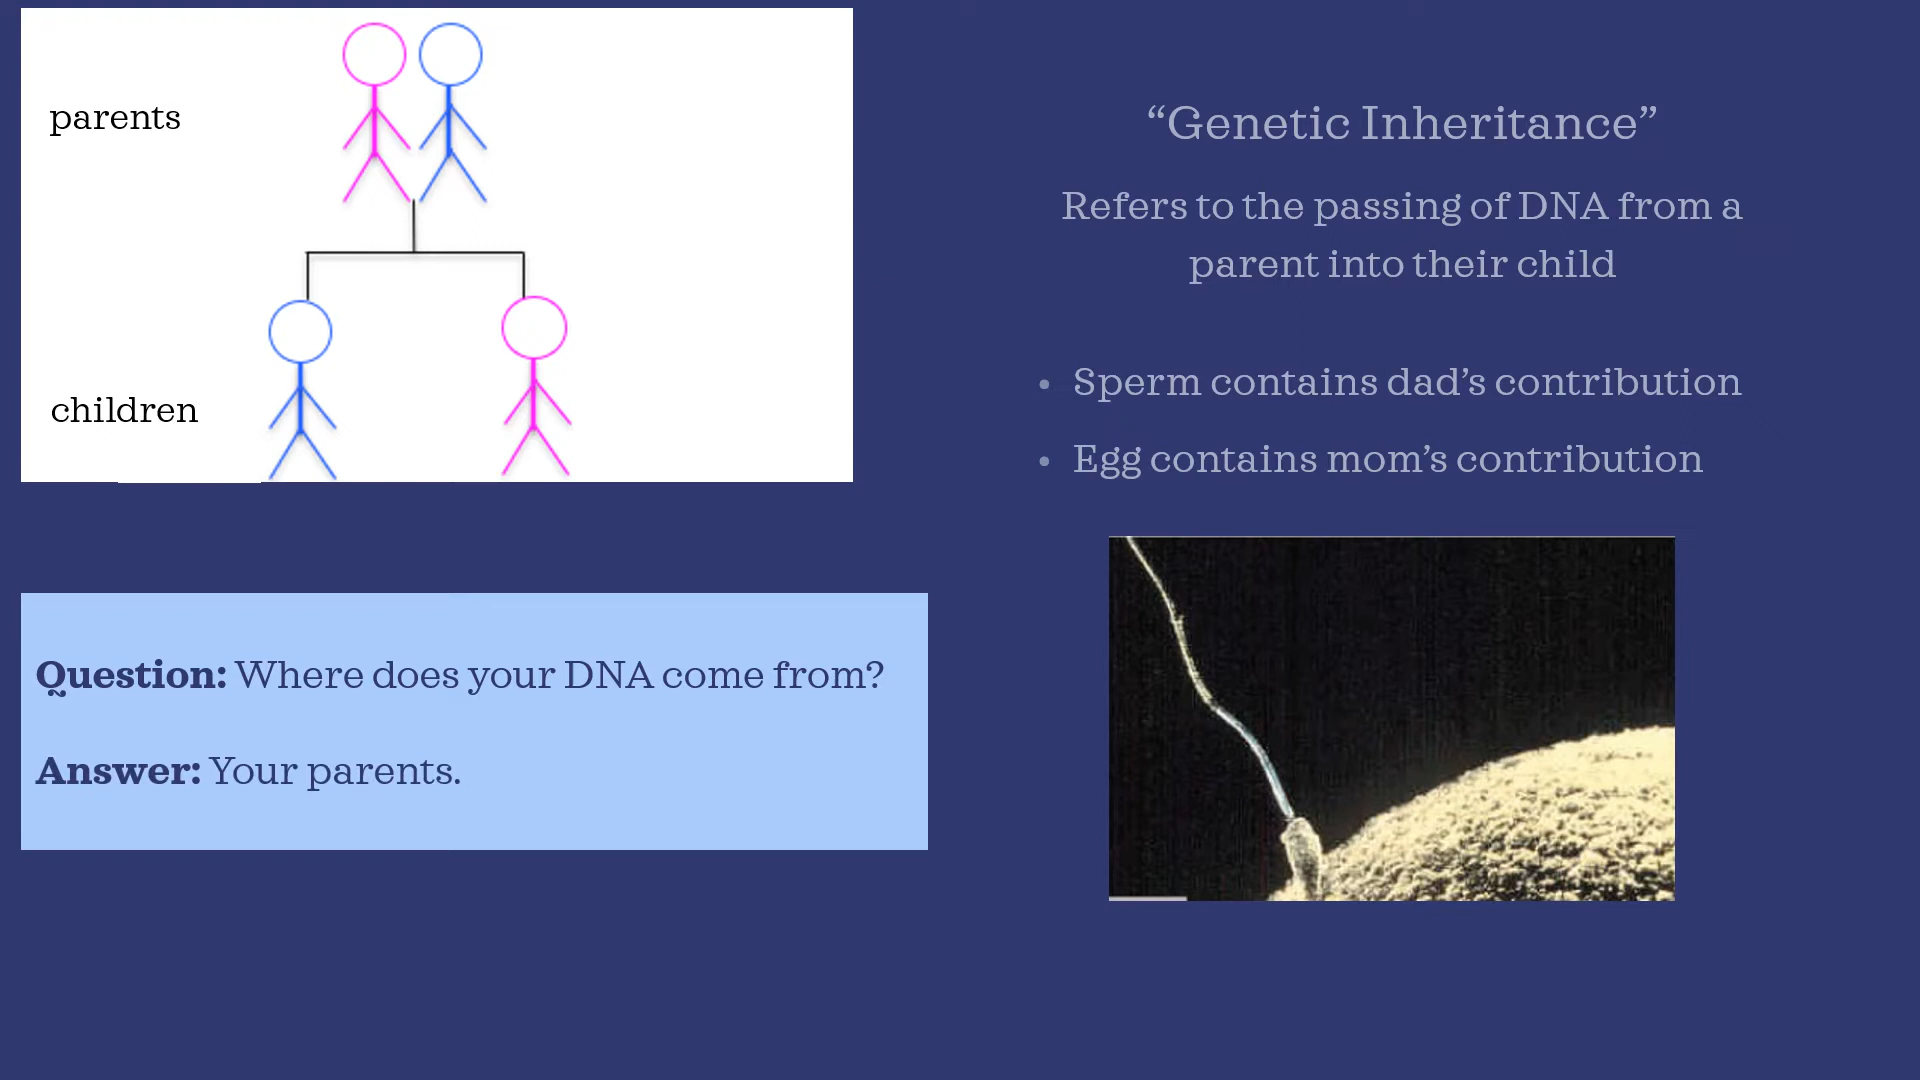 parents
children
Question: Where does your DNA come from?
Answer: Your parents.
“Genetic Inheritance”
Refers to the passing of DNA from a
parent into their child
• Sperm contains dad’s contribution
• Egg contains mom’s contribution